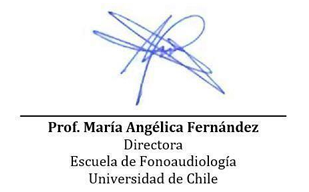 Prof. María Angélica Fernández
Directora
Escuela de Fonoaudiología
Universidad de Chile